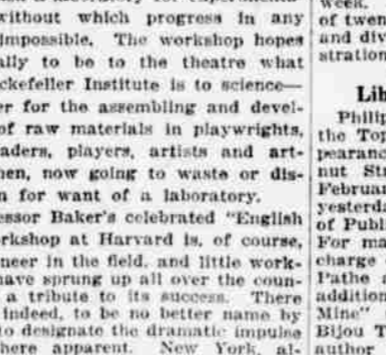 without which progress in any
impossible. The workshop hopes
ally to be to the theatre what
ckefeller Institute is to science—
er for the assembling and devel-
of raw materials in playwrights,
aders, players, artists and art-
hen, now going to waste or dis-
n for want of a laboratory.
essor Baker's celebrated "English
rkshop at Harvard is, of course,
neer in the field, and little work-
have sprung up all over the coun-
a tribute to its success. There
indeed, to be no better name by
to designate the dramatic impulse
here apparent. New York, al-
week.
of twen
and div
stration
Lib
Philip
the Top
pearanc
nut Str
Februar
yesterda
of Publi
For ma
charge
Pathe a
addition
Mine"
Bijou T
author